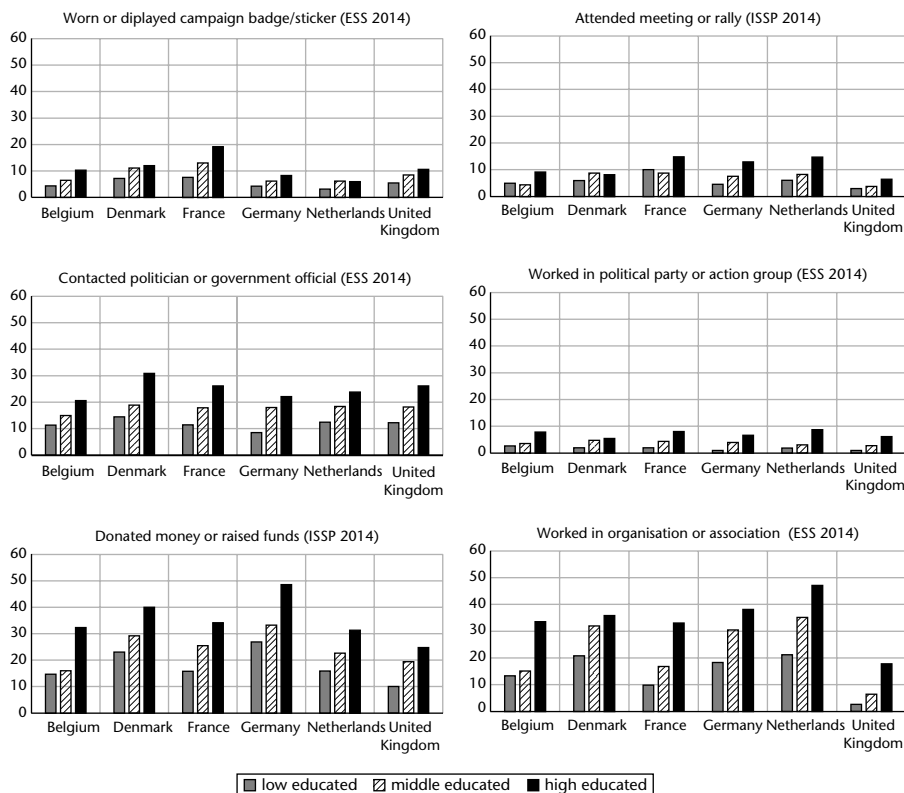 Worn or diplayed campaign badge/sticker (ESS 2014)
60
50
40
30
20
10
0
Belgium Denmark France Germany Netherlands United
Kingdom
Attended meeting or rally (ISSP 2014)
60
50
40
30
20
10
0
Belgium Denmark France Germany Netherlands United
Kingdom
Contacted politician or government official (ESS 2014)
60
50
40
30
20
10
0
Belgium Denmark France Germany Netherlands United
Kingdom
Worked in political party or action group (ESS 2014)
60
50
40
30
20
10
0
Belgium Denmark France Germany Netherlands United
Kingdom
Donated money or raised funds (ISSP 2014)
60
50
40
30
20
10
0
Belgium Denmark France Germany Netherlands United
Kingdom
Worked in organisation or association (ESS 2014)
60
50
40
30
20
10
0
Belgium Denmark France Germany Netherlands United
Kingdom
low educated middle educated high educated